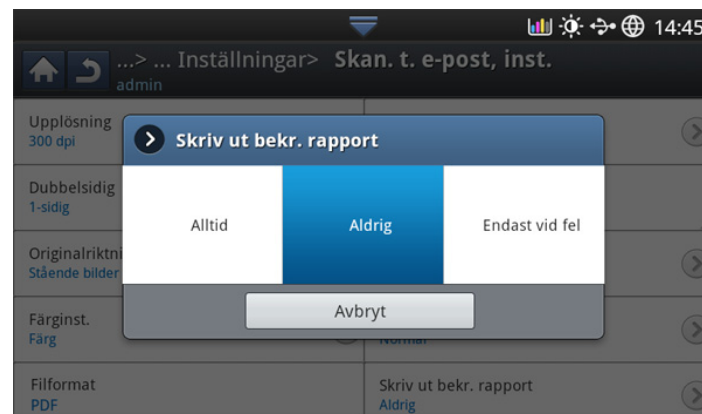 14:45
...> ... Inställningar> Skan. t. e-post, inst.
admin
Upplösning
300 dpi
Skriv ut bekr. rapport
Dubbelsidig
1-sidig
Alltid
Aldrig
Endast vid fel
Originalriktni
Stående bilder
Avbryt
Färginst.
Färg
Normal
Filformat
PDF
Skriv ut bekr. rapport
Aldrig